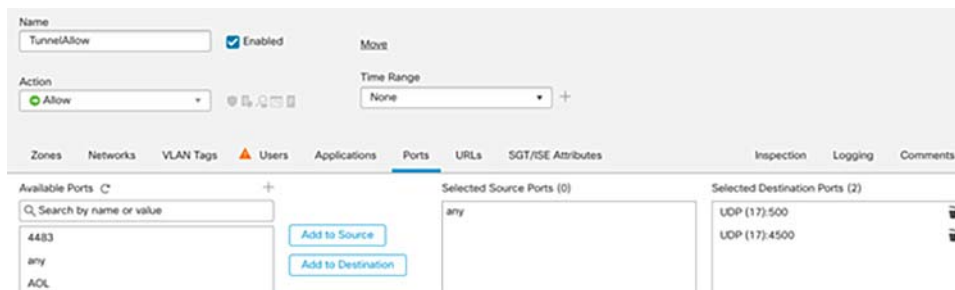 Name
TunnelAllow
Enabled
Move
Action
Allow
Time Range
None
Zones Networks VLAN Tags Users Applications Ports URLs SGT/ISE Attributes Inspection Logging Comments
Available Ports
Selected Source Ports (0)
Selected Destination Ports (2)
Search by name or value
any
UDP (17):500
4483
Add to Source
UDP (17):4500
any
Add to Destination
AOL